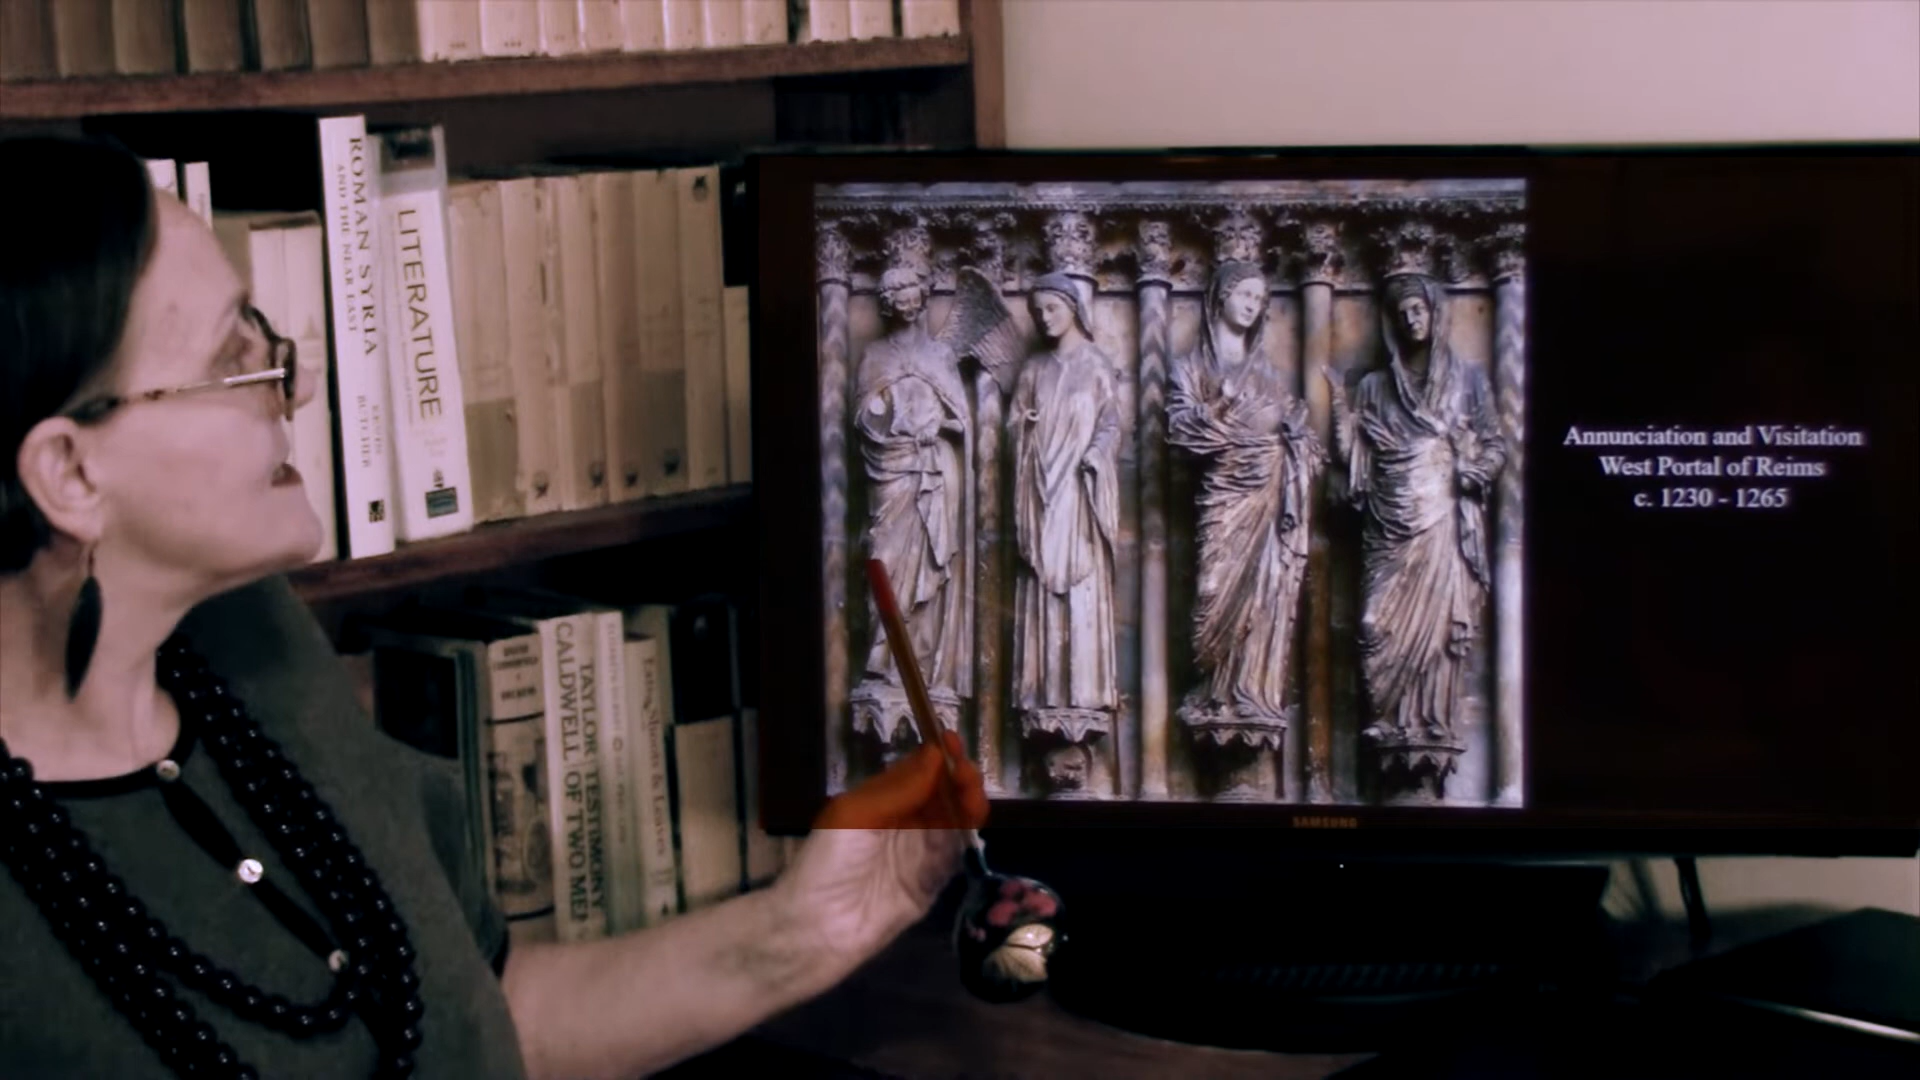 ROMAN SYRIA
AND THE NEAR EAST
KEVIN
BUTCHER
LITERATURE
TAYLOR TESTIMONY
CALDWELL OF TWO MEN
Annunciation and Visitation
West Portal of Reims
c. 1230 - 1265
SAMSUNG